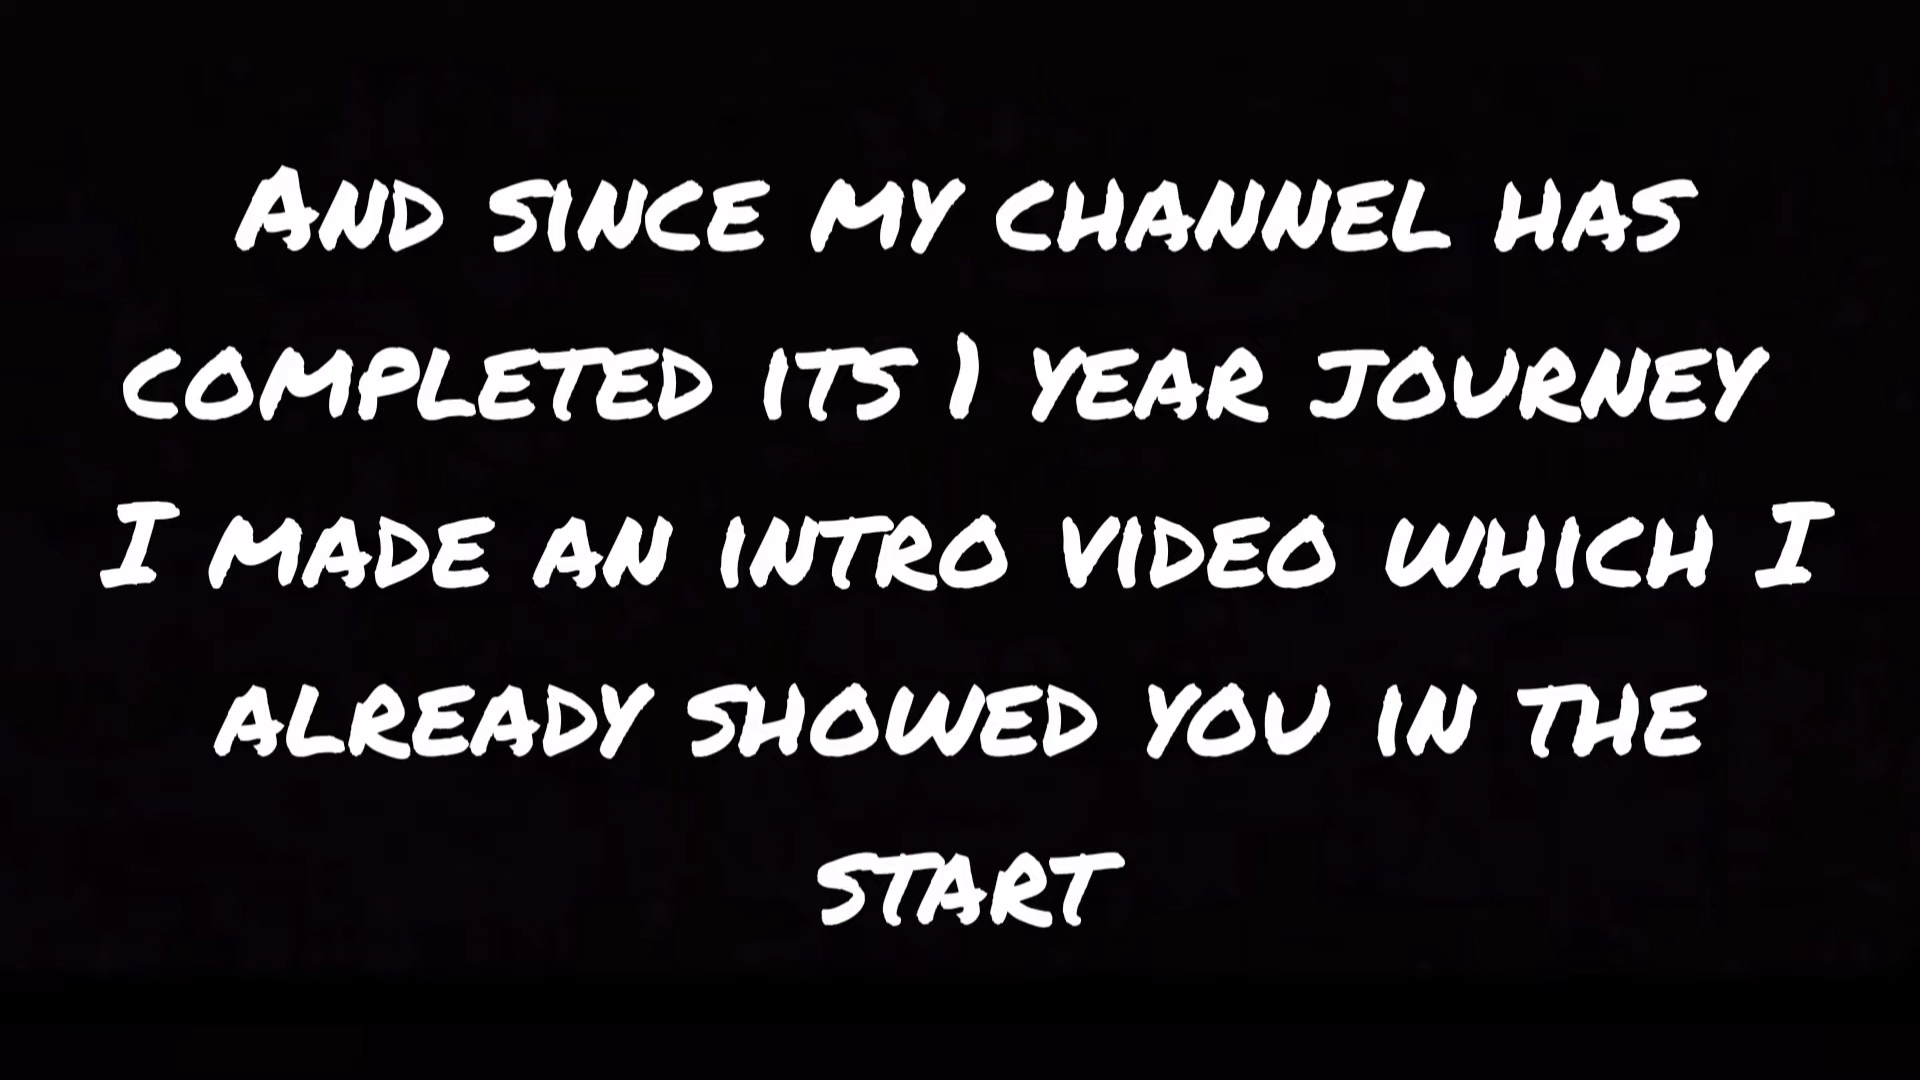 And since my channel has
completed its 1 year journey
I made an intro video which I
already showed you in the
start